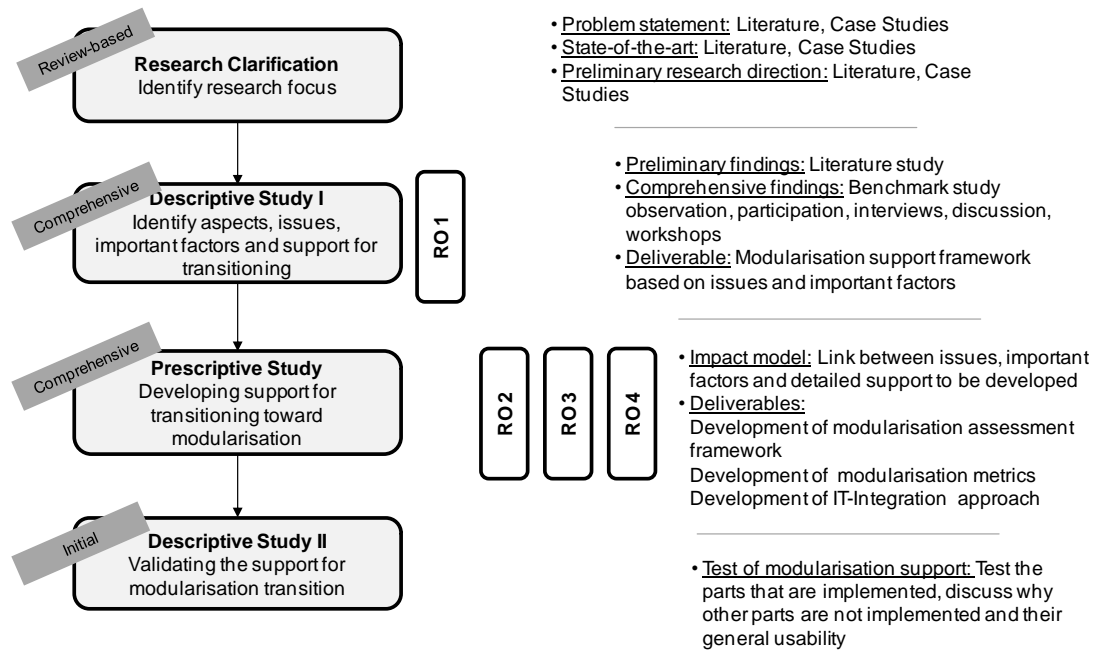 Review-based
Research Clarification
Identify research focus
• Problem statement: Literature, Case Studies
• State-of-the-art: Literature, Case Studies
• Preliminary research direction: Literature, Case
Studies
Comprehensive
Descriptive Study I
Identify aspects, issues,
important factors and support for
transitioning
RO1
• Preliminary findings: Literature study
• Comprehensive findings: Benchmark study
observation, participation, interviews, discussion,
workshops
• Deliverable: Modularisation support framework
based on issues and important factors
Comprehensive
Prescriptive Study
Developing support for
transitioning toward
modularisation
RO2
RO3
RO4
• Impact model: Link between issues, important
factors and detailed support to be developed
• Deliverables:
Development of modularisation assessment
framework
Development of modularisation metrics
Development of IT-Integration approach
Initial
Descriptive Study II
Validating the support for
modularisation transition
• Test of modularisation support: Test the
parts that are implemented, discuss why
other parts are not implemented and their
general usability